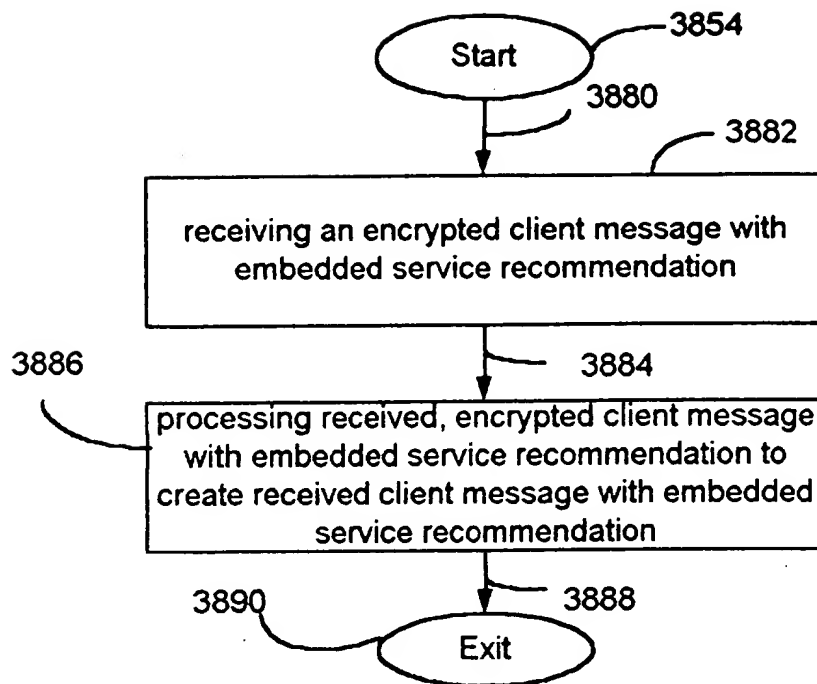 3854
Start
3880
3882
receiving an encrypted client message with
embedded service recommendation
3884
3886
processing received, encrypted client message
with embedded service recommendation to
create received client message with embedded
service recommendation
3888
3890
Exit